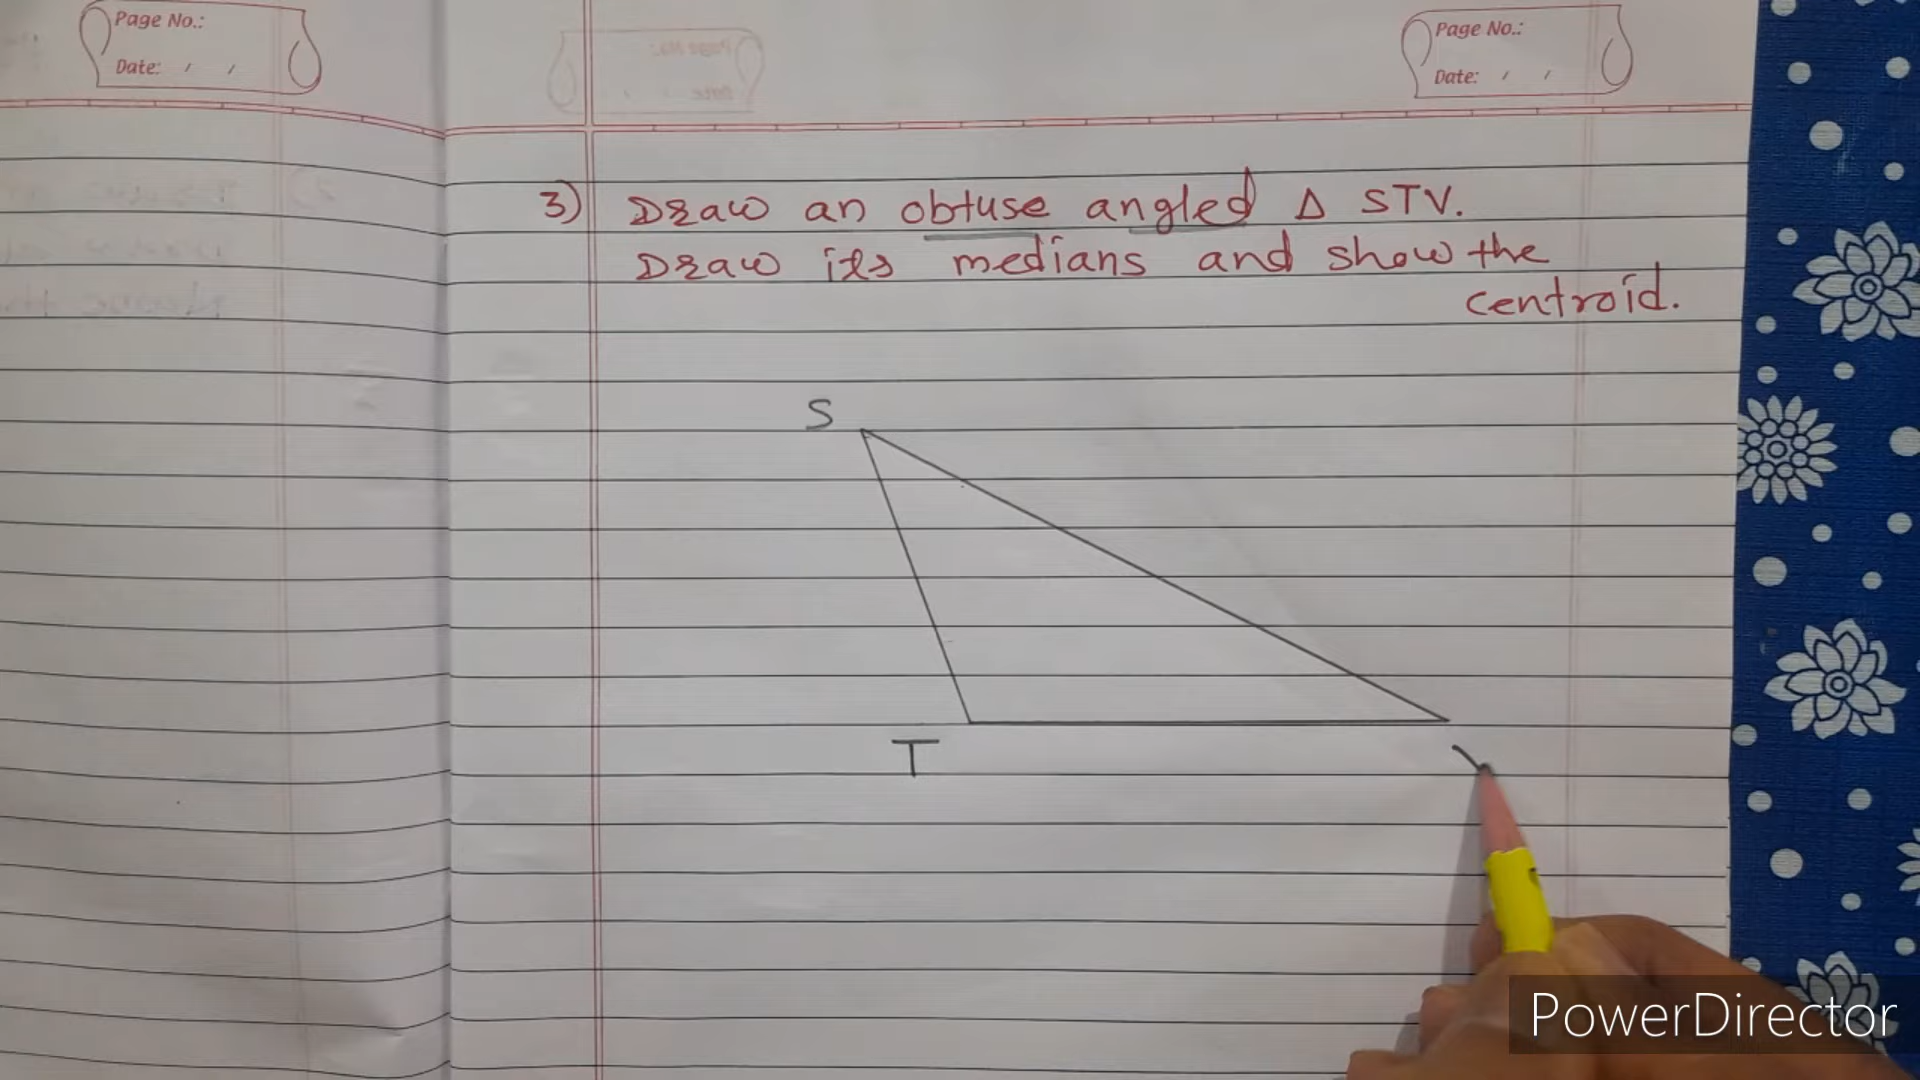 Page No.:
Date: / /
Page No.:
Date: / /
3) Draw an obtuse angled Δ STV.
Draw its medians and show the
centroid.
S
T
PowerDirector